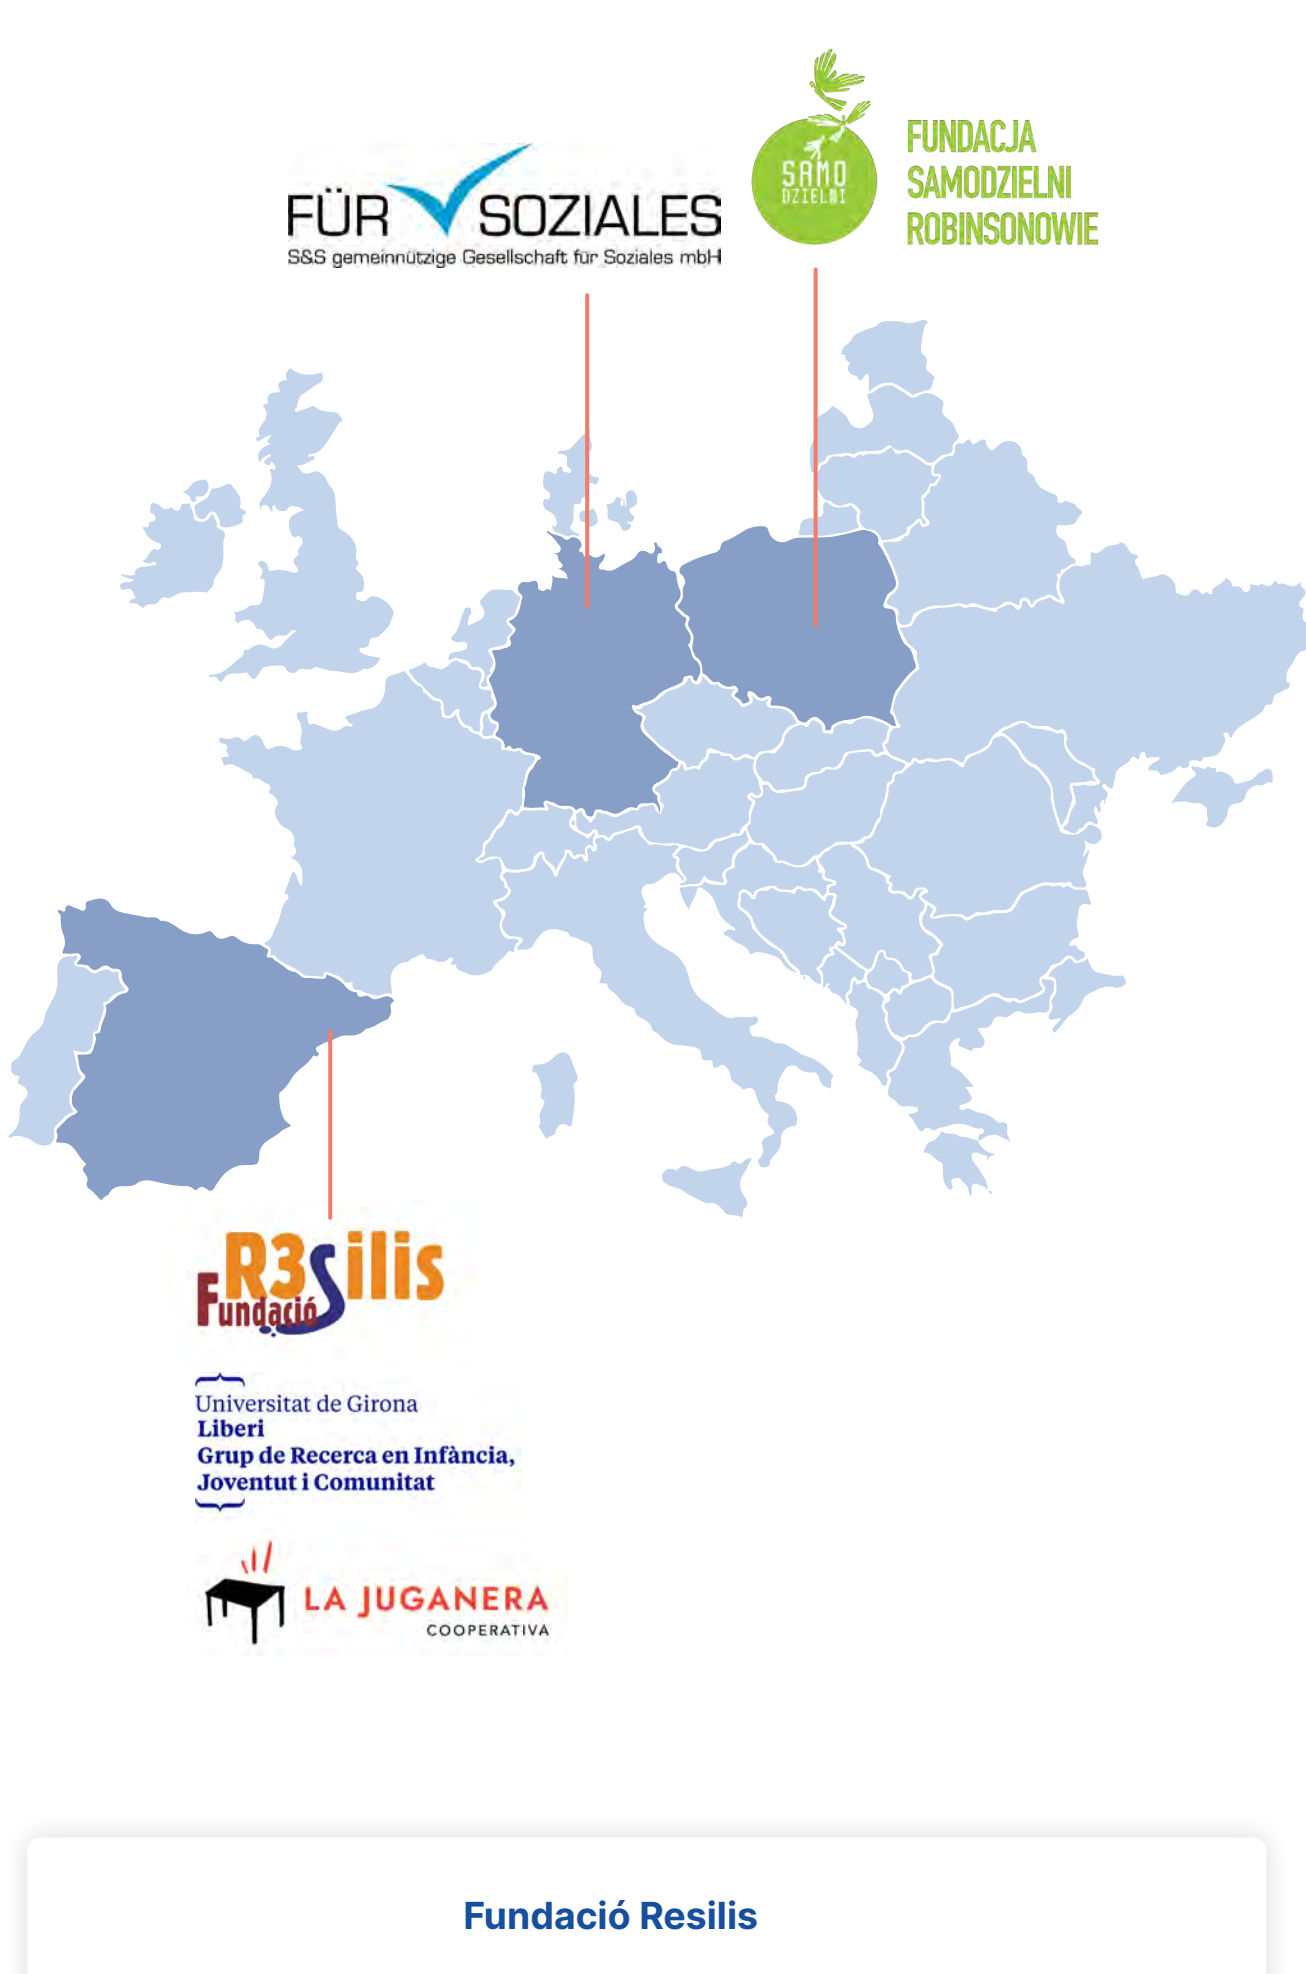 FÜR SOZIALES
S&S gemeinnützige Gesellschaft für Soziales mbH
SAMO
DZIELNI
FUNDACJA
SAMODZIELNI
ROBINSONOWIE
R3Silis
Fundació
Universitat de Girona
Liberi
Grup de Recerca en Infància,
Joventut i Comunitat
LA JUGANERA
COOPERATIVA
Fundació Resilis